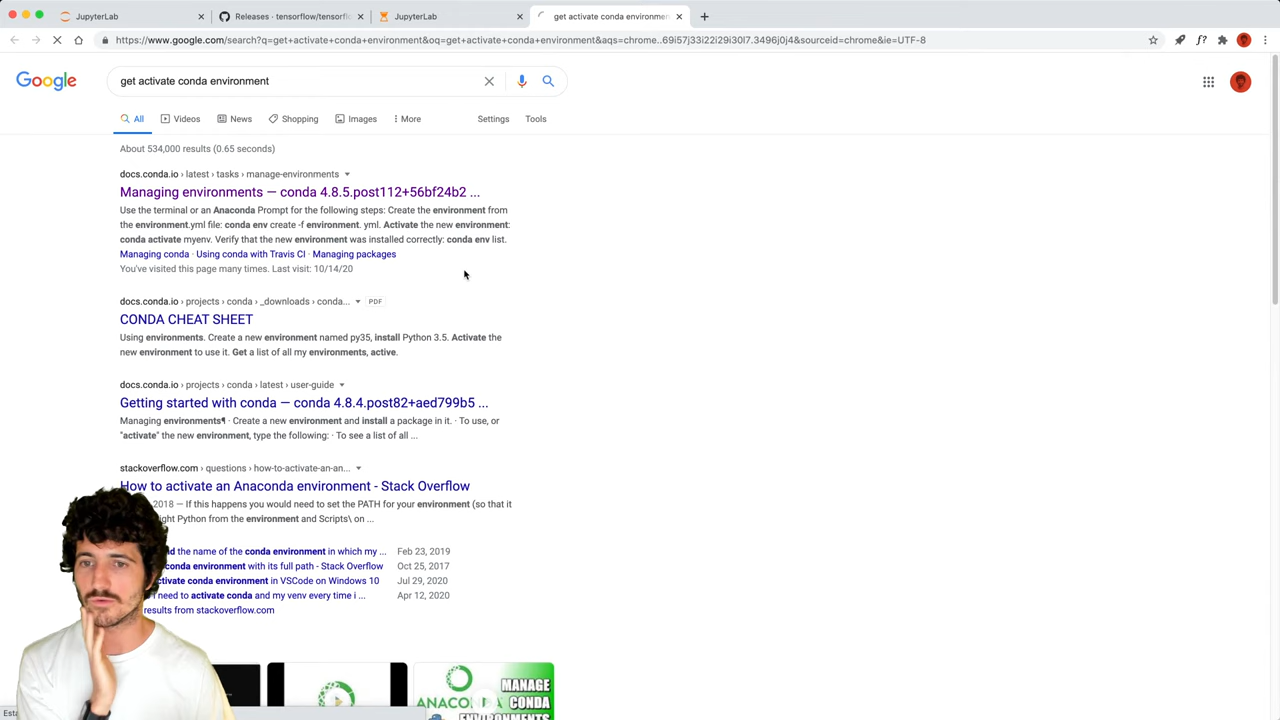 JupyterLab
Releases · tensorflow/tensorfl
JupyterLab
get activate conda environmen
https://www.google.com/search?q=get+activate+conda+environment&oq=get+activate+conda+environment&aqs=chrome..69i57j33i22i29i30l7.3496j0j4&sourceid=chrome&ie=UTF-8
Google
get activate conda environment
All
Videos
News
Shopping
Images
More
Settings
Tools
About 534,000 results (0.65 seconds)
docs.conda.io › latest › tasks › manage-environments
Managing environments — conda 4.8.5.post112+56bf24b2 ...
Use the terminal or an Anaconda Prompt for the following steps: Create the environment from
the environment.yml file: conda env create -f environment. yml. Activate the new environment:
conda activate myenv. Verify that the new environment was installed correctly: conda env list.
Managing conda · Using conda with Travis CI · Managing packages
You've visited this page many times. Last visit: 10/14/20
docs.conda.io › projects › conda › _downloads › conda... PDF
CONDA CHEAT SHEET
Using environments. Create a new environment named py35, install Python 3.5. Activate the
new environment to use it. Get a list of all my environments, active.
docs.conda.io › projects › conda › latest › user-guide
Getting started with conda — conda 4.8.4.post82+aed799b5 ...
Managing environments¶ · Create a new environment and install a package in it. · To use, or
"activate" the new environment, type the following: · To see a list of all ...
stackoverflow.com › questions › how-to-activate-an-an...
How to activate an Anaconda environment - Stack Overflow
2018 — If this happens you would need to set the PATH for your environment (so that it
ight Python from the environment and Scripts\ on ...
the name of the conda environment in which my ... Feb 23, 2019
conda environment with its full path - Stack Overflow Oct 25, 2017
ctivate conda environment in VSCode on Windows 10 Jul 29, 2020
I need to activate conda and my venv every time i ... Apr 12, 2020
results from stackoverflow.com
ANACONDA
MANAGE
CONDA
ENVIRONMENTS